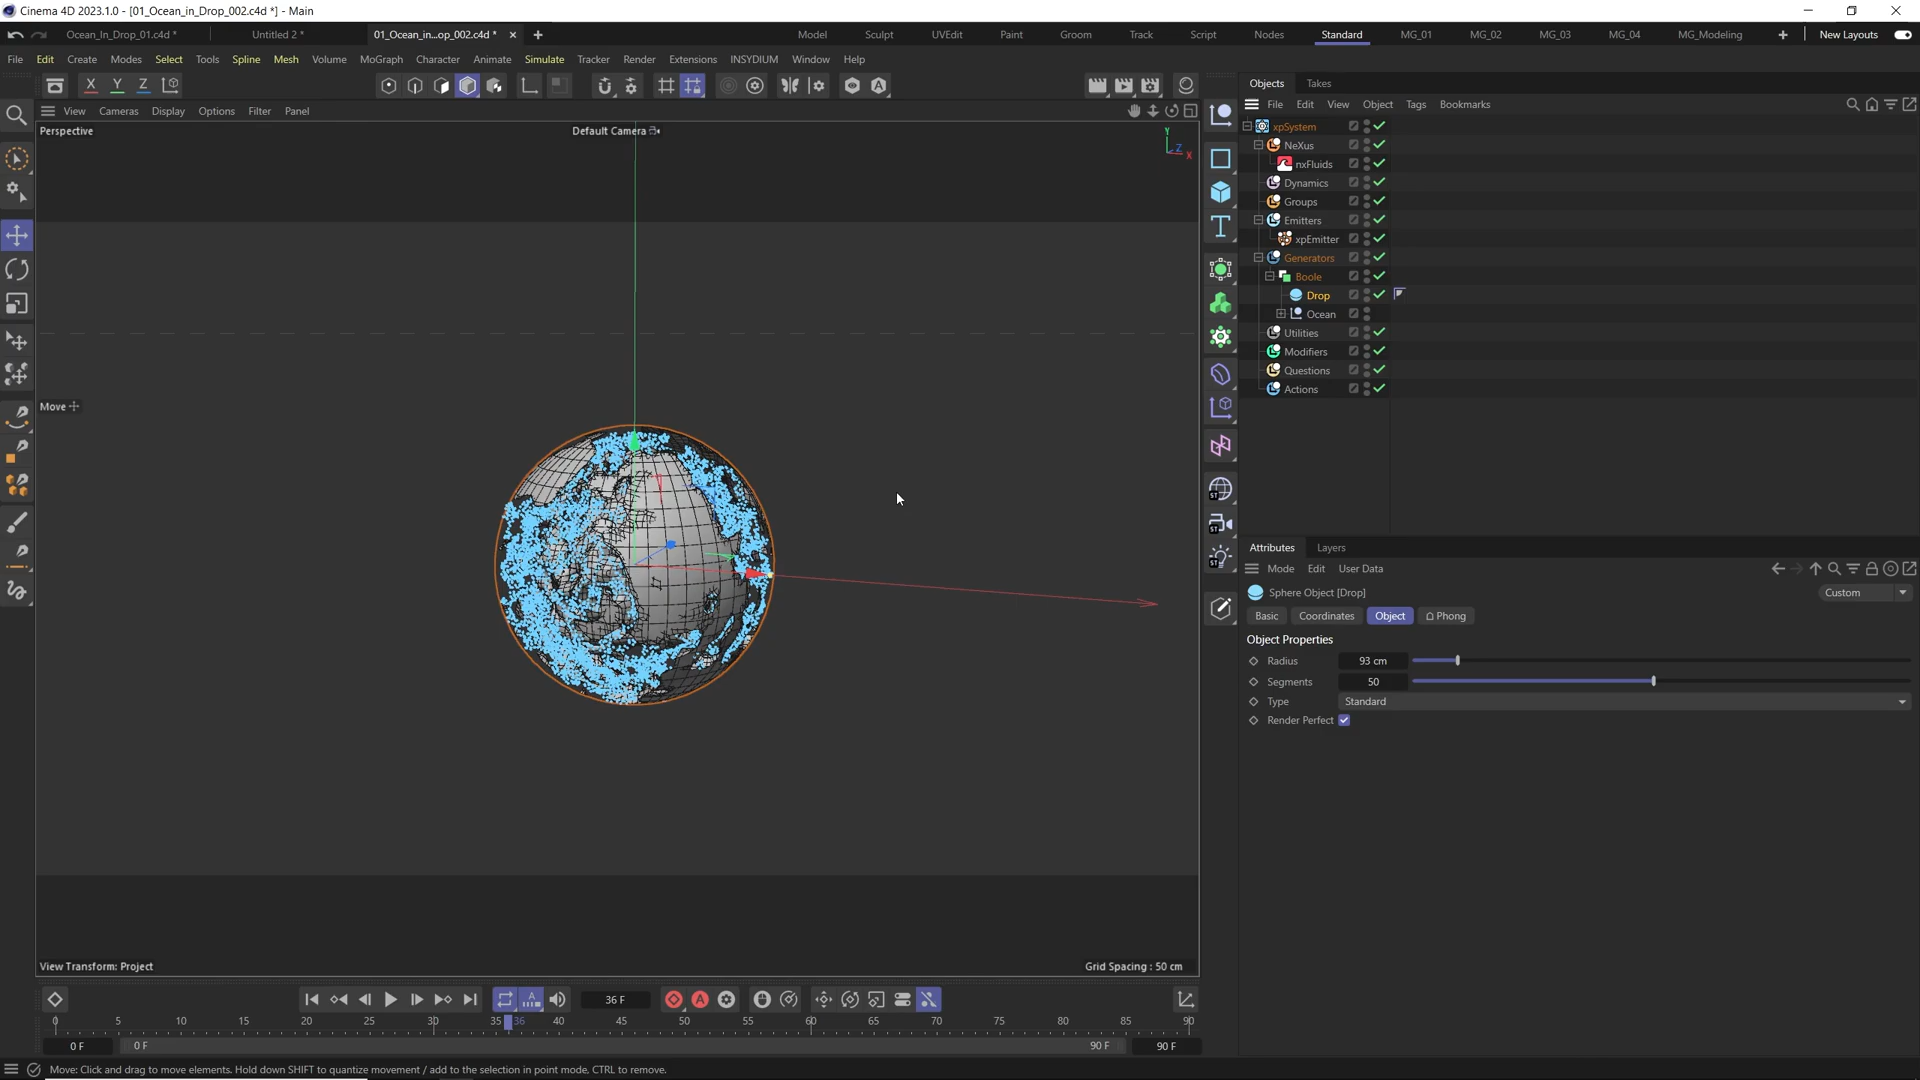 Cinema 4D 2023.1.0 - [01_Ocean_in_Drop_002.c4d *] - Main
Ocean_In_Drop_01.c4d * Untitled 2 * 01_Ocean_in...op_002.c4d * Model Sculpt UVEdit Paint Groom Track Script Nodes Standard MG_01 MG_02 MG_03 MG_04 MG_Modeling New Layouts
File Edit Create Modes Select Tools Spline Mesh Volume MoGraph Character Animate Simulate Tracker Render Extensions INSYDIUM Window Help
X Y Z
Objects Takes
File Edit View Object Tags Bookmarks
View Cameras Display Options Filter Panel
Perspective Default Camera
Y
Z
X
xpSystem
NeXus
nxFluids
Dynamics
Groups
Emitters
xpEmitter
Generators
Boole
Drop
Ocean
Utilities
Modifiers
Questions
Actions
Move
ST
ST
ST
Attributes Layers
Mode Edit User Data
Sphere Object [Drop] Custom
Basic Coordinates Object Phong
Object Properties
Radius 93 cm
Segments 50
Type Standard
Render Perfect
View Transform: Project Grid Spacing : 50 cm
36 F
0 5 10 15 20 25 30 35 36 40 45 50 55 60 65 70 75 80 85 90
0 F 0 F 90 F 90 F
Move: Click and drag to move elements. Hold down SHIFT to quantize movement / add to the selection in point mode, CTRL to remove.